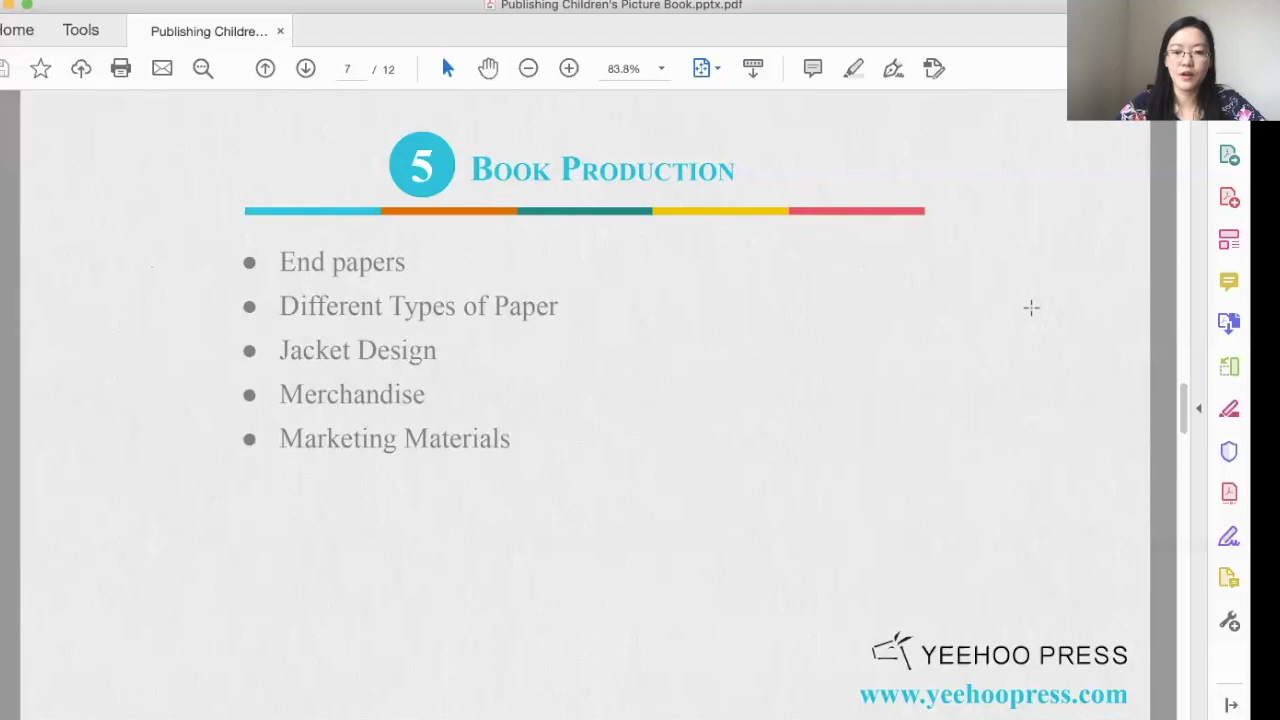 Publishing Children's Picture Book.pptx.pdf
Home
Tools
Publishing Childre... ×
7 / 12
83.8%
5 BOOK PRODUCTION
● End papers
● Different Types of Paper
● Jacket Design
● Merchandise
● Marketing Materials
YEEHOO PRESS
www.yeehoopress.com